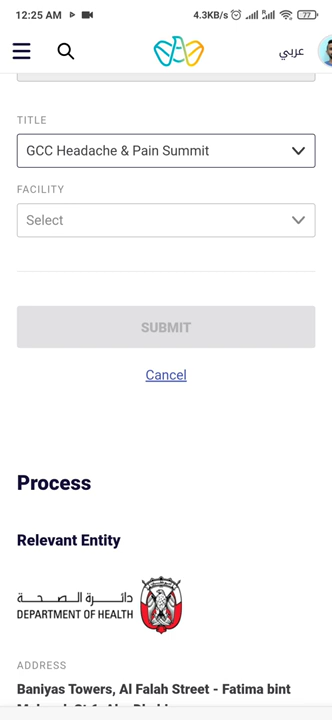 12:25 AM
4.3KB/s
77
عربي
TITLE
GCC Headache & Pain Summit
FACILITY
Select
SUBMIT
Cancel
Process
Relevant Entity
دائرة الصحة
DEPARTMENT OF HEALTH
ADDRESS
Baniyas Towers, Al Falah Street - Fatima bint